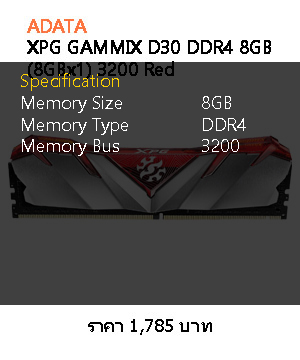 ADATA
XPG GAMMIX D30 DDR4 8GB
(8GBx1) 3200 Red
Specification
Memory Size 8GB
Memory Type DDR4
Memory Bus 3200
XPG
ราคา 1,785 บาท